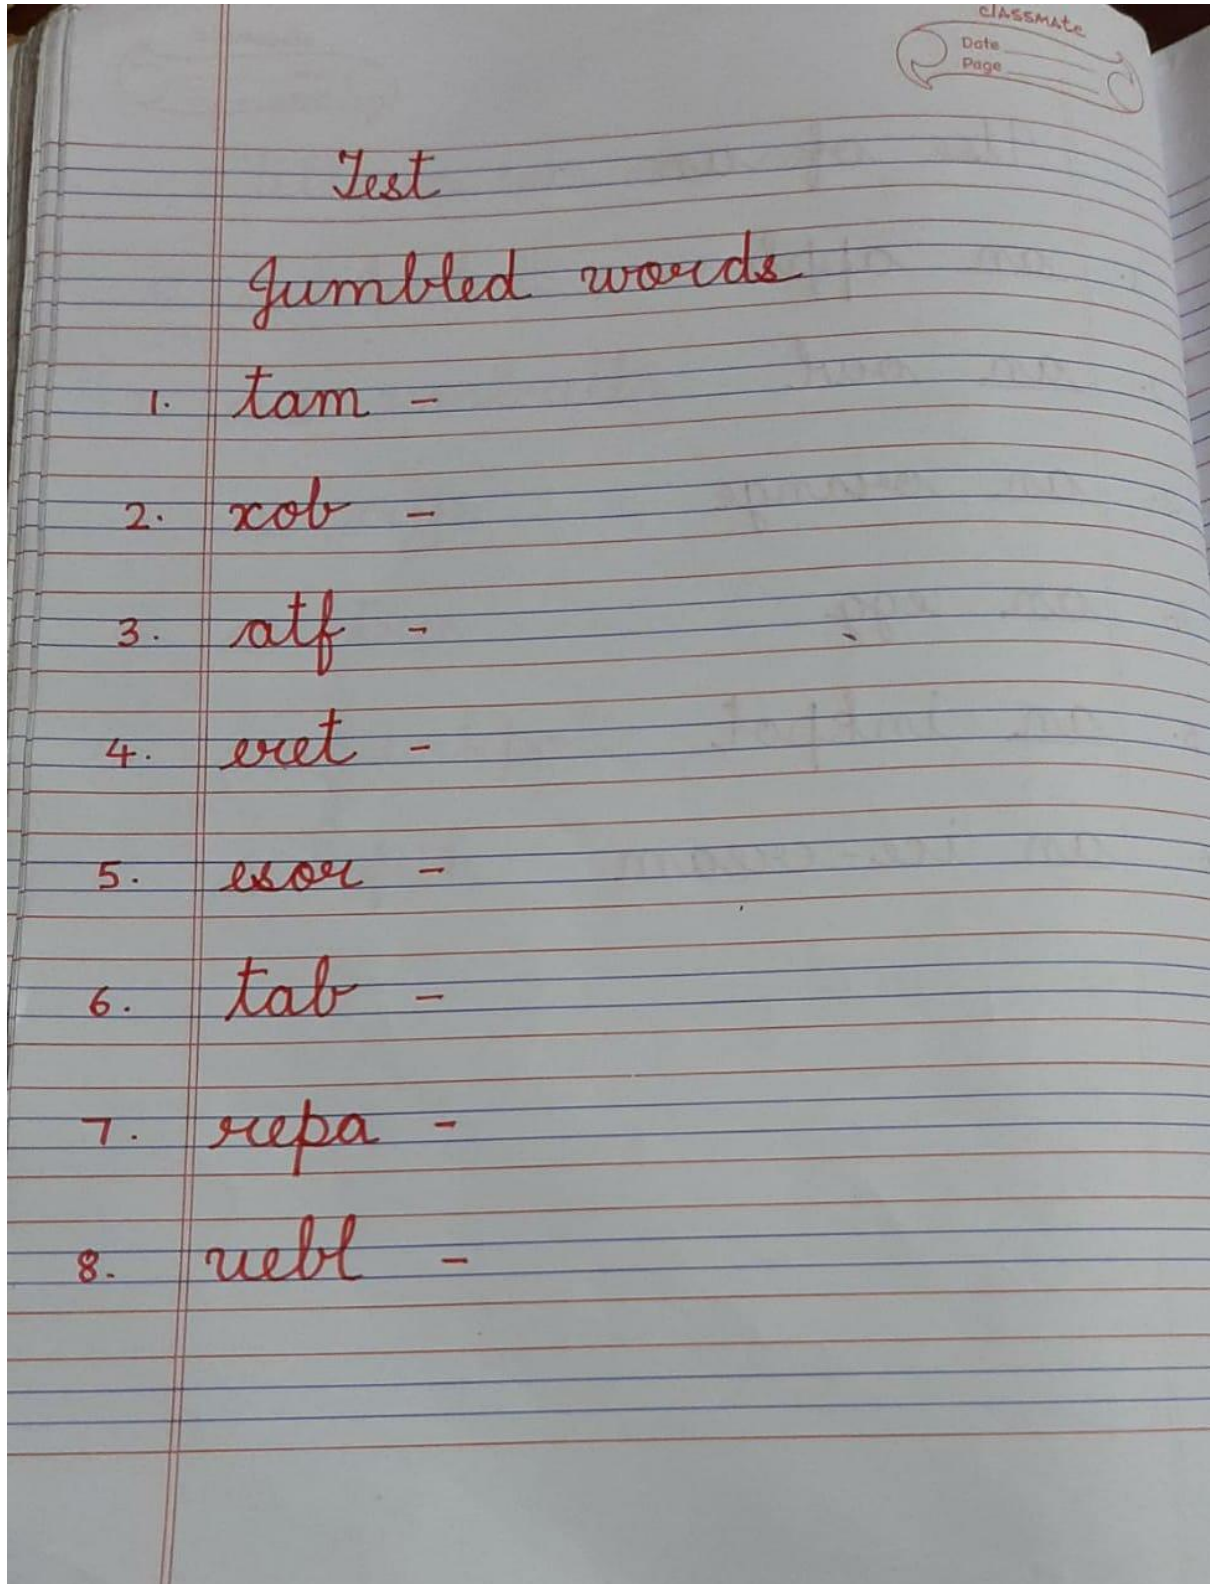 classmate
Date
Page
Test
Jumbled words
1. tam -
2. xob -
3. atf -
4. eret -
5. esor -
6. tab -
7. repa -
8. uebl -